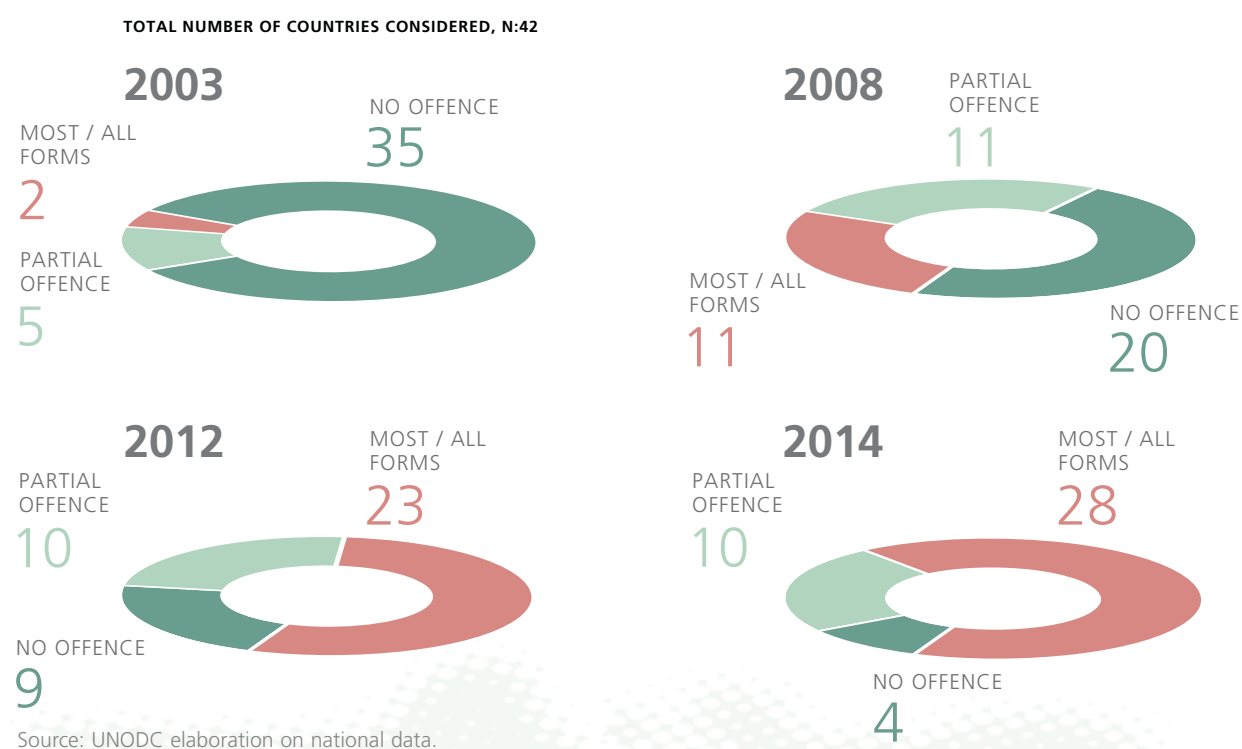 TOTAL NUMBER OF COUNTRIES CONSIDERED, N:42
2003
NO OFFENCE
35
MOST / ALL
FORMS
2
PARTIAL
OFFENCE
5
2008
PARTIAL
OFFENCE
11
MOST / ALL
FORMS
11
NO OFFENCE
20
2012
MOST / ALL
FORMS
23
PARTIAL
OFFENCE
10
NO OFFENCE
9
2014
MOST / ALL
FORMS
28
PARTIAL
OFFENCE
10
NO OFFENCE
4
Source: UNODC elaboration on national data.